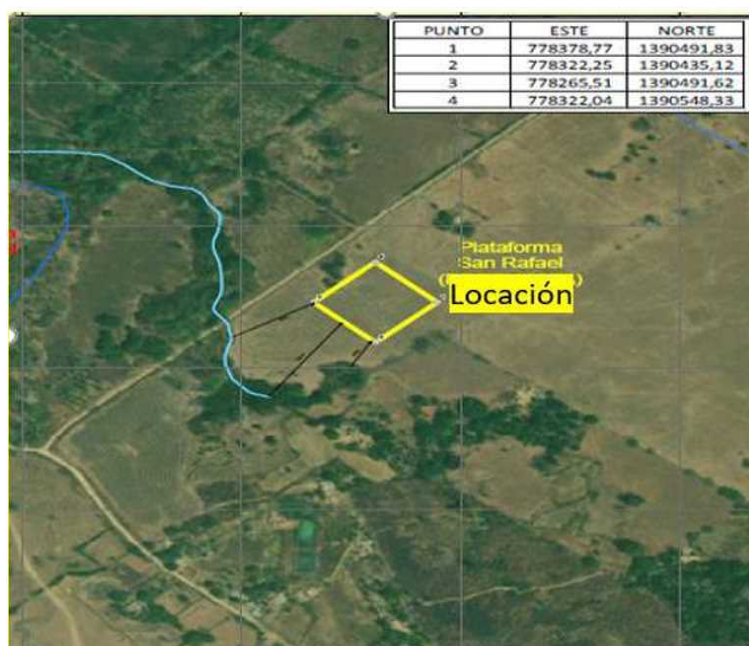 PUNTO ESTE NORTE
1 778378,77 1390491,83
2 778322,25 1390435,12
3 778265,51 1390491,62
4 778322,04 1390548,33
Plataforma
San Rafael
Locación